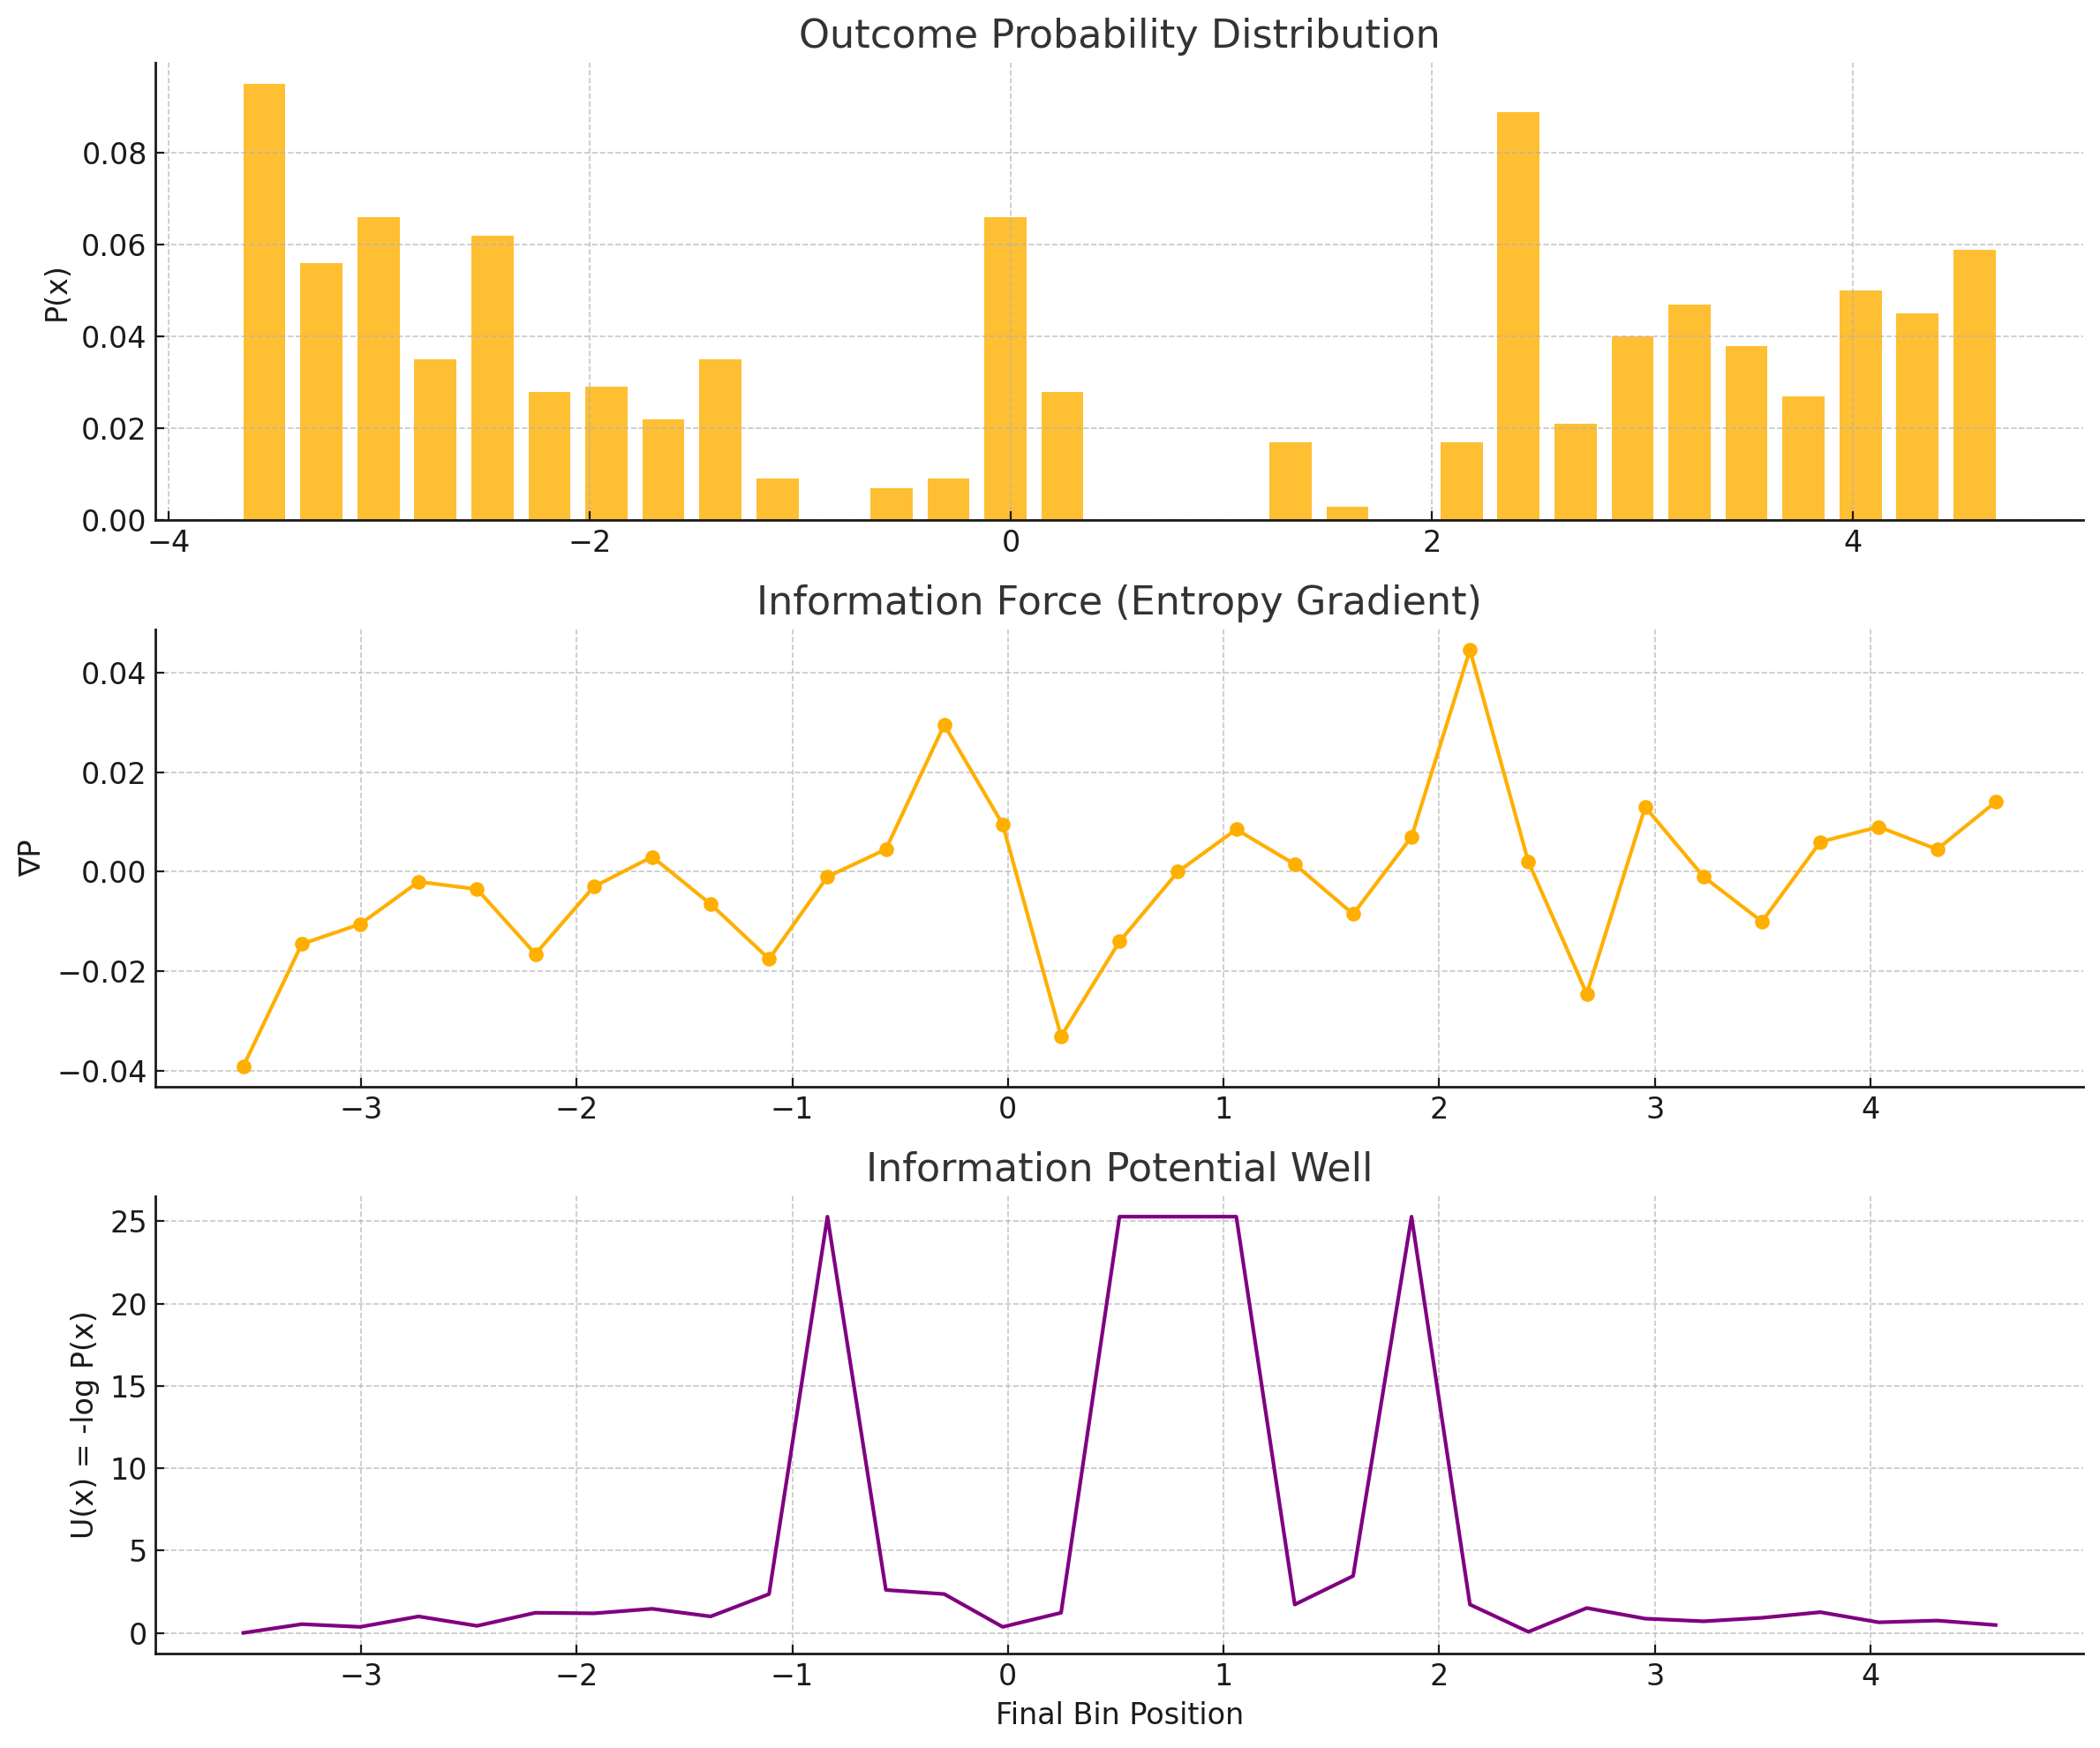 Outcome Probability Distribution
P(x)
0.08
0.06
0.04
0.02
0.00
−4 −2 0 2 4
Information Force (Entropy Gradient)
∇P
0.04
0.02
0.00
−0.02
−0.04
−3 −2 −1 0 1 2 3 4
Information Potential Well
U(x) = -log P(x)
25
20
15
10
5
0
−3 −2 −1 0 1 2 3 4
Final Bin Position